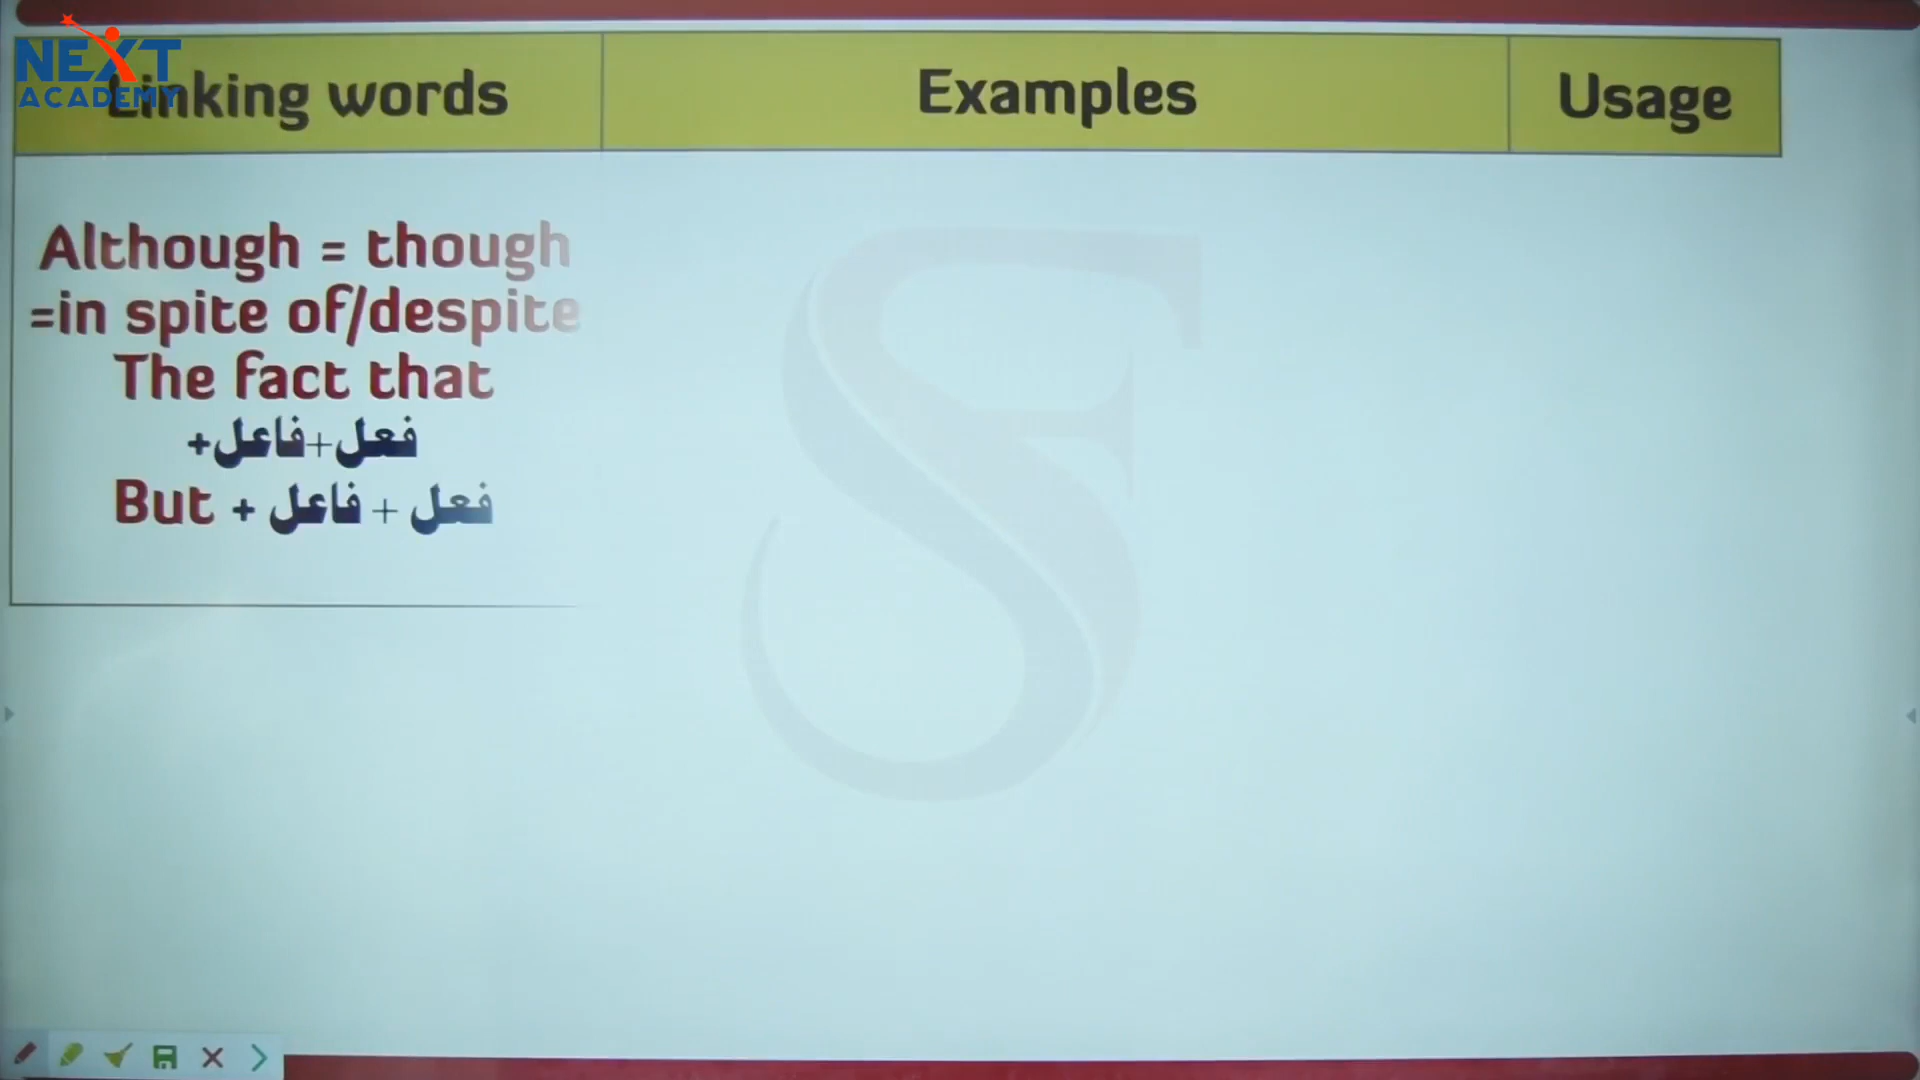 NEXT
ACADEMY
Linking words
Examples
Usage
Although = though
=in spite of/despite
The fact that
+فاعل+فعل
But + فاعل + فعل